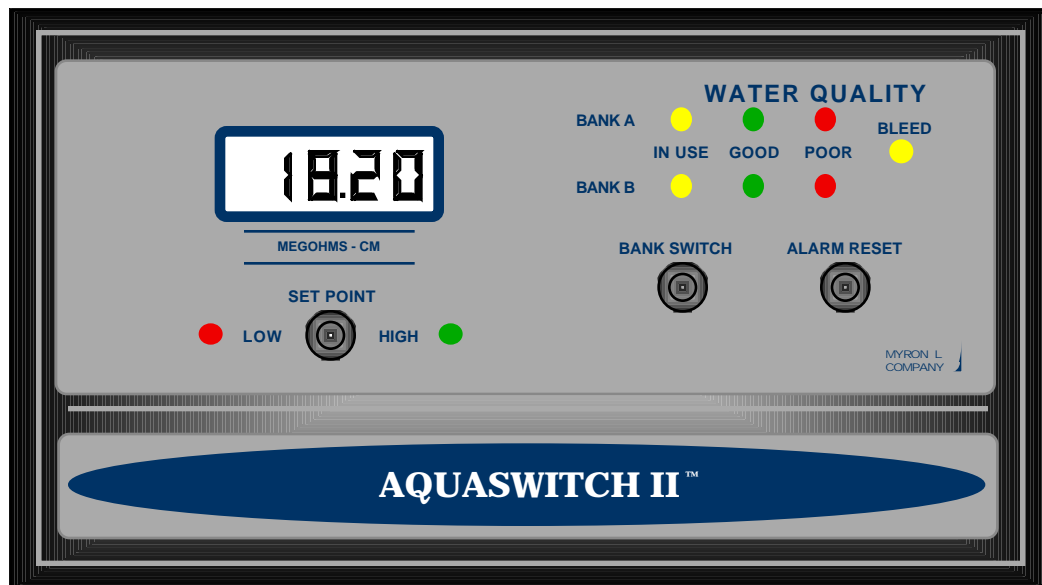 WATER QUALITY
BANK A
BLEED
IN USE GOOD POOR
BANK B
18.20
MEGOHMS - CM
BANK SWITCH ALARM RESET
SET POINT
LOW HIGH
MYRON L
COMPANY
AQUASWITCH II™